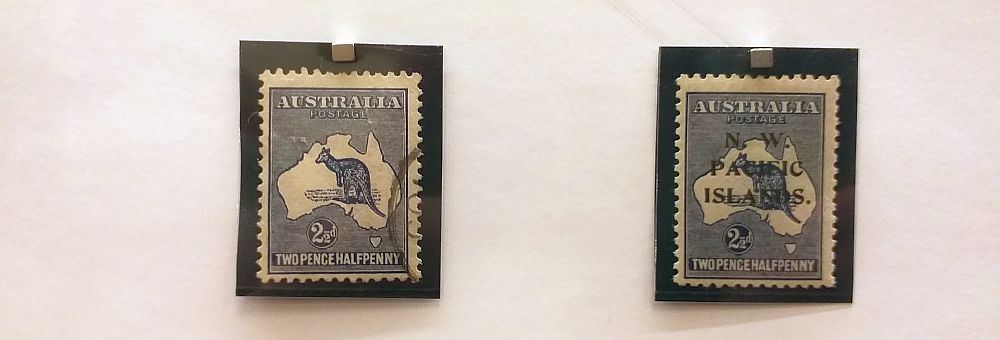 AUSTRALIA
POSTAGE
2½d
TWO PENCE HALFPENNY
AUSTRALIA
POSTAGE
N. W.
PACIFIC
ISLANDS.
2½d
TWO PENCE HALFPENNY